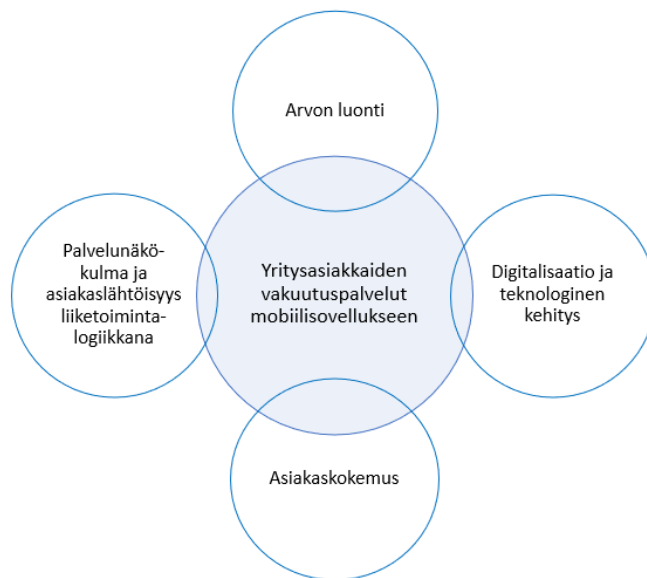 Arvon luonti
Palvelunäkö-
kulma ja
asiakaslähtöisyys
liiketoiminta-
logiikkana
Yritysasiakkaiden
vakuutuspalvelut
mobiilisovellukseen
Digitalisaatio ja
teknologinen
kehitys
Asiakaskokemus